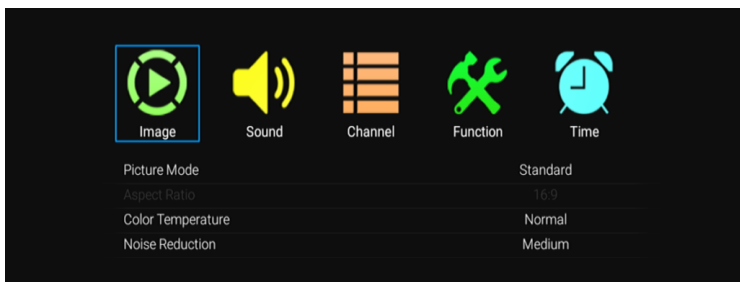 Image Sound Channel Function Time
Picture Mode Standard
Aspect Ratio 16:9
Color Temperature Normal
Noise Reduction Medium